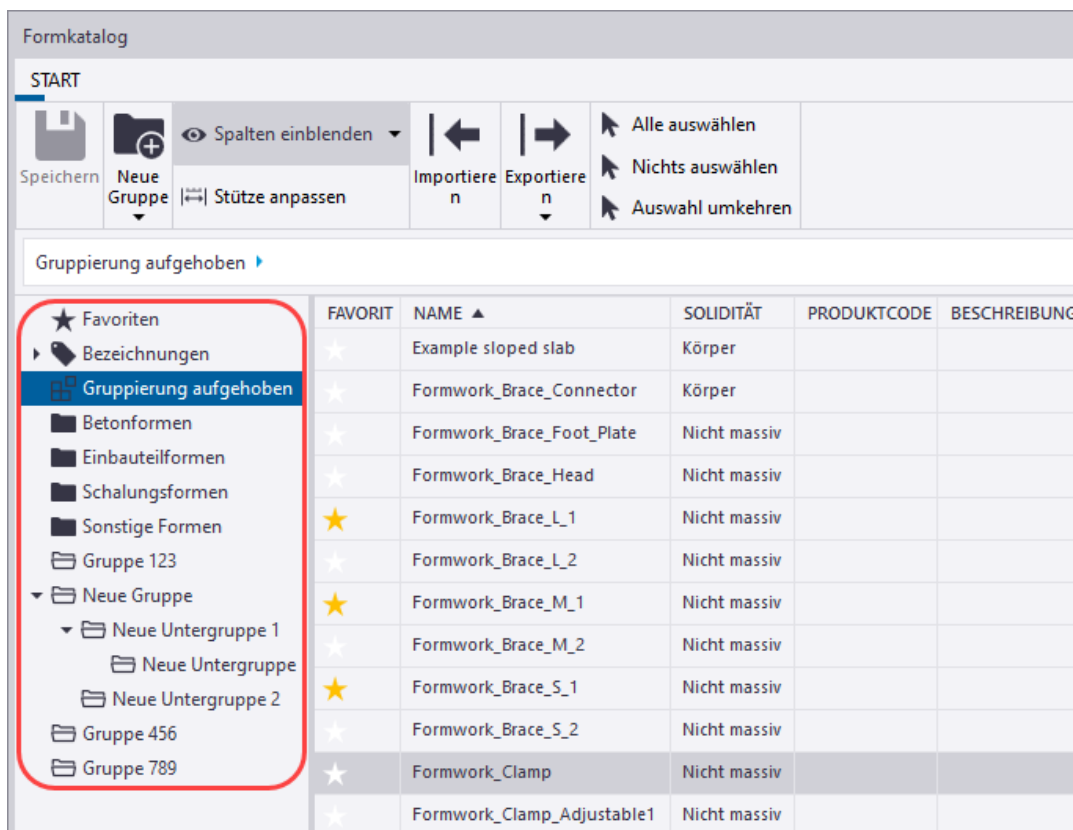 Formkatalog
START
Speichern
Neue
Gruppe
Spalten einblenden
Stütze anpassen
Importiere
n
Exportiere
n
Alle auswählen
Nichts auswählen
Auswahl umkehren
Gruppierung aufgehoben
Favoriten
Bezeichnungen
Gruppierung aufgehoben
Betonformen
Einbauteilformen
Schalungsformen
Sonstige Formen
Gruppe 123
Neue Gruppe
Neue Untergruppe 1
Neue Untergruppe
Neue Untergruppe 2
Gruppe 456
Gruppe 789
FAVORIT NAME SOLIDITÄT PRODUKTCODE BESCHREIBUNG
Example sloped slab Körper
Formwork_Brace_Connector Körper
Formwork_Brace_Foot_Plate Nicht massiv
Formwork_Brace_Head Nicht massiv
Formwork_Brace_L_1 Nicht massiv
Formwork_Brace_L_2 Nicht massiv
Formwork_Brace_M_1 Nicht massiv
Formwork_Brace_M_2 Nicht massiv
Formwork_Brace_S_1 Nicht massiv
Formwork_Brace_S_2 Nicht massiv
Formwork_Clamp Nicht massiv
Formwork_Clamp_Adjustable1 Nicht massiv